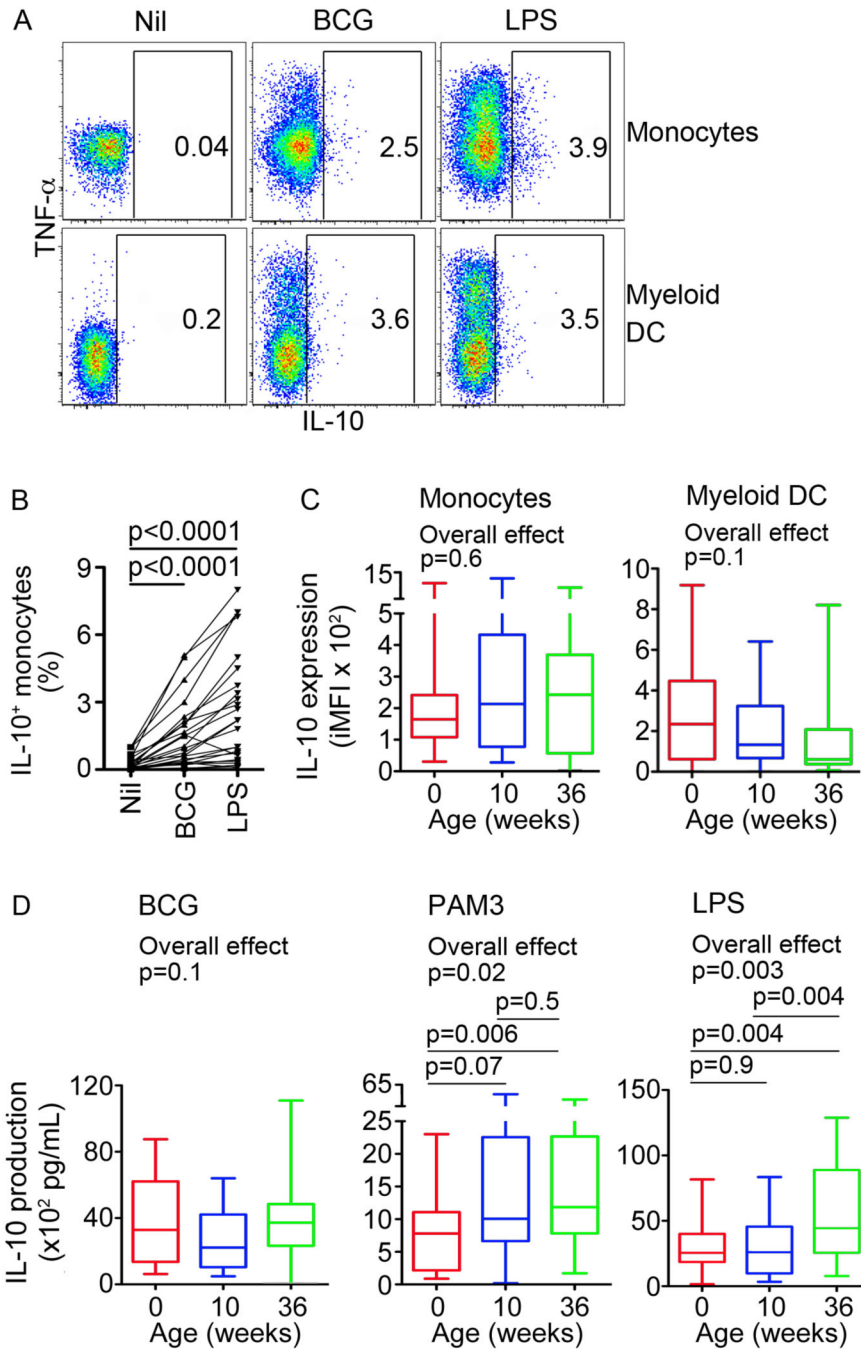 A
Nil BCG LPS
0.04 2.5 3.9 Monocytes
TNF-α
0.2 3.6 3.5 Myeloid DC
IL-10
B
p<0.0001
p<0.0001
IL-10+ monocytes (%)
9
6
3
0
Nil BCG LPS
C
Monocytes
Overall effect
p=0.6
IL-10 expression (iMFI x 10²)
15
5
4
3
2
1
0
0 10 36
Age (weeks)
Myeloid DC
Overall effect
p=0.1
10
8
6
4
2
0
0 10 36
Age (weeks)
D
BCG
Overall effect
p=0.1
IL-10 production (x10² pg/mL)
120
80
40
0
0 10 36
Age (weeks)
PAM3
Overall effect
p=0.02
p=0.5
p=0.006
p=0.07
65
25
20
15
10
5
0
0 10 36
Age (weeks)
LPS
Overall effect
p=0.003
p=0.004
p=0.004
p=0.9
150
100
50
0
0 10 36
Age (weeks)